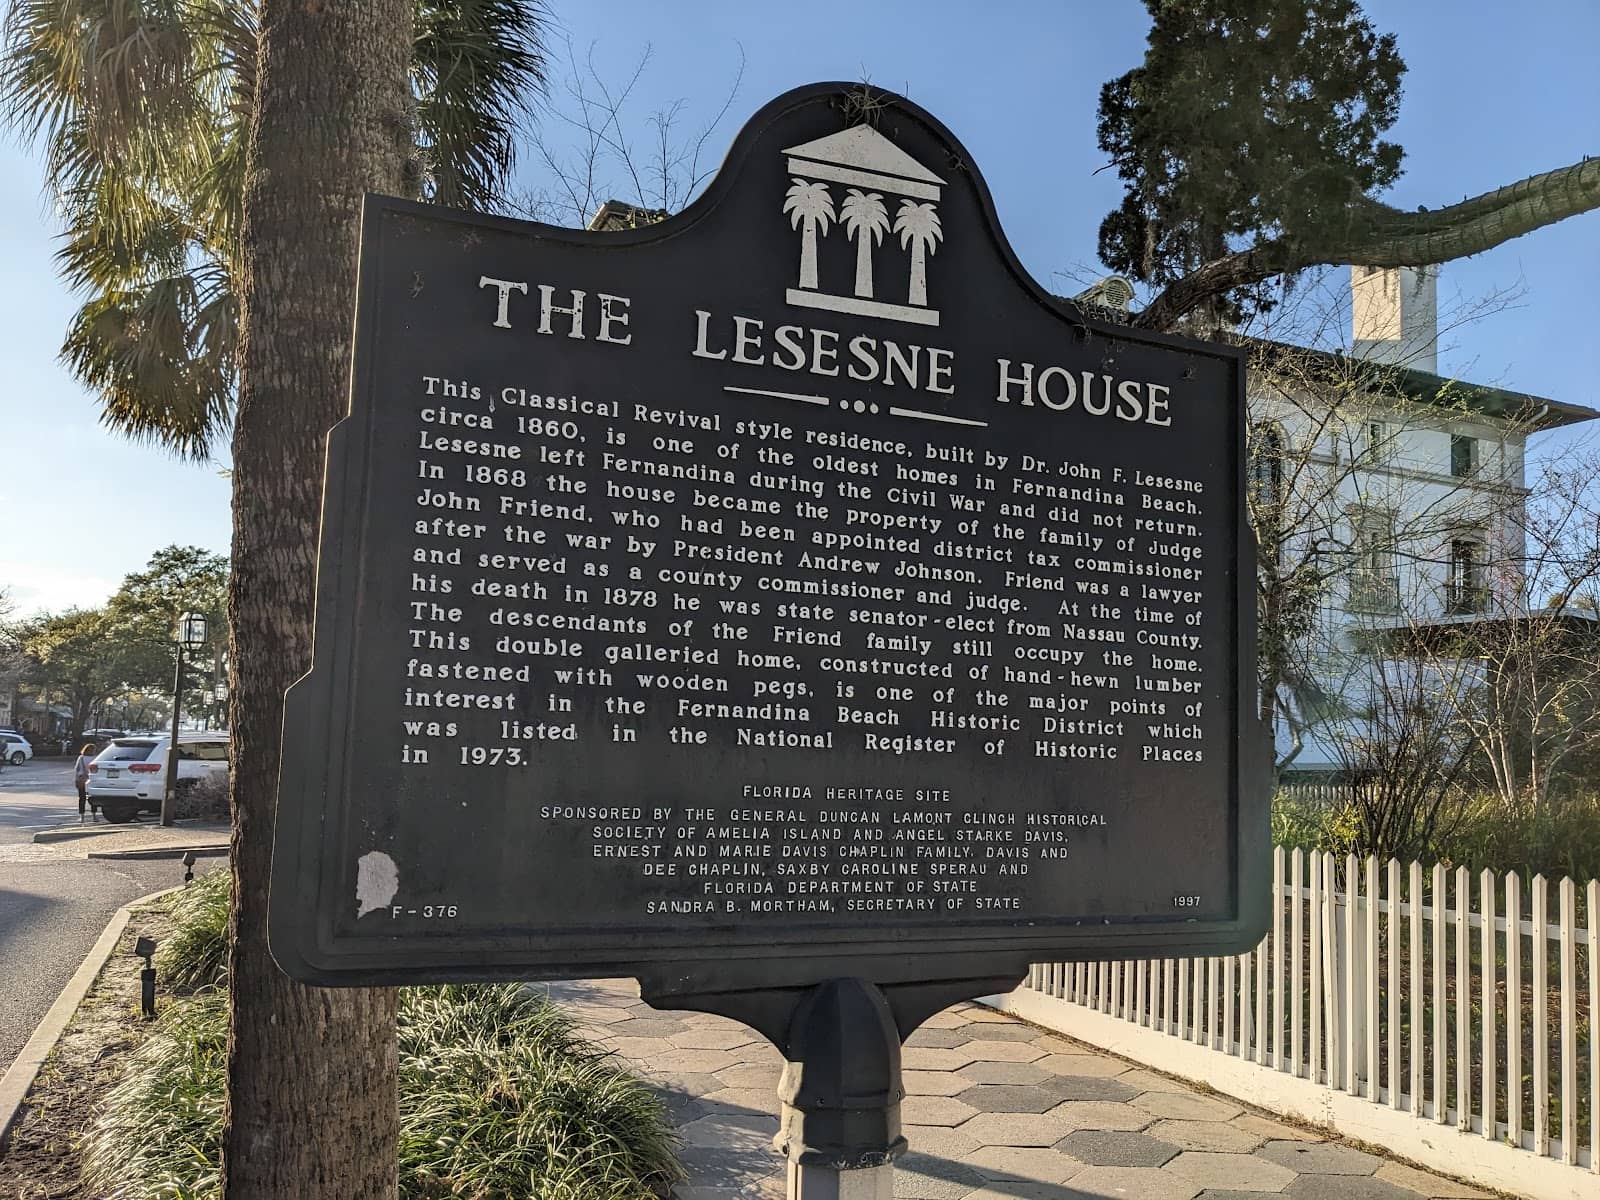 THE LESESNE HOUSE
This Classical Revival style residence, built by Dr. John F. Lesesne
circa 1860, is one of the oldest homes in Fernandina Beach.
Lesesne left Fernandina during the Civil War and did not return.
In 1868 the house became the property of the family of Judge
John Friend, who had been appointed district tax commissioner
after the war by President Andrew Johnson. Friend was a lawyer
and served as a county commissioner and judge. At the time of
his death in 1878 he was state senator-elect from Nassau County.
The descendants of the Friend family still occupy the home.
This double galleried home, constructed of hand-hewn lumber
fastened with wooden pegs, is one of the major points of
interest in the Fernandina Beach Historic District which
was listed in the National Register of Historic Places
in 1973.
FLORIDA HERITAGE SITE
SPONSORED BY THE GENERAL DUNCAN LAMONT CLINCH HISTORICAL
SOCIETY OF AMELIA ISLAND AND ANGEL STARKE DAVIS,
ERNEST AND MARIE DAVIS CHAPLIN FAMILY, DAVIS AND
DEE CHAPLIN, SAXBY CAROLINE SPERAU AND
FLORIDA DEPARTMENT OF STATE
SANDRA B. MORTHAM, SECRETARY OF STATE
F-376
1997